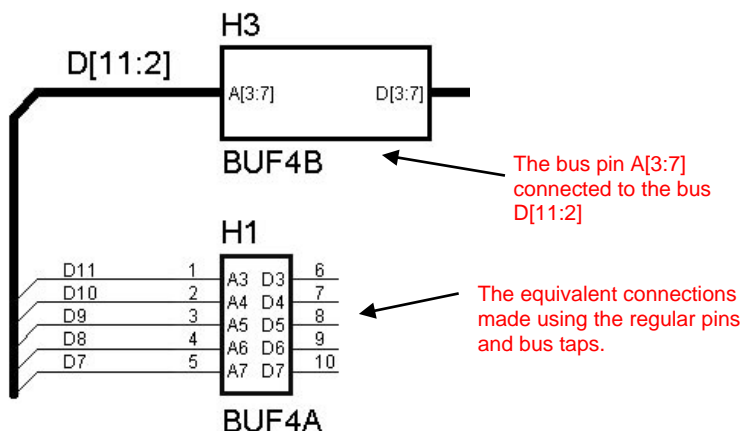 H3
D[11:2]
A[3:7] D[3:7]
BUF4B
The bus pin A[3:7]
connected to the bus
D[11:2]
H1
D11 1 A3 D3 6
D10 2 A4 D4 7
D9 3 A5 D5 8
D8 4 A6 D6 9
D7 5 A7 D7 10
BUF4A
The equivalent connections
made using the regular pins
and bus taps.